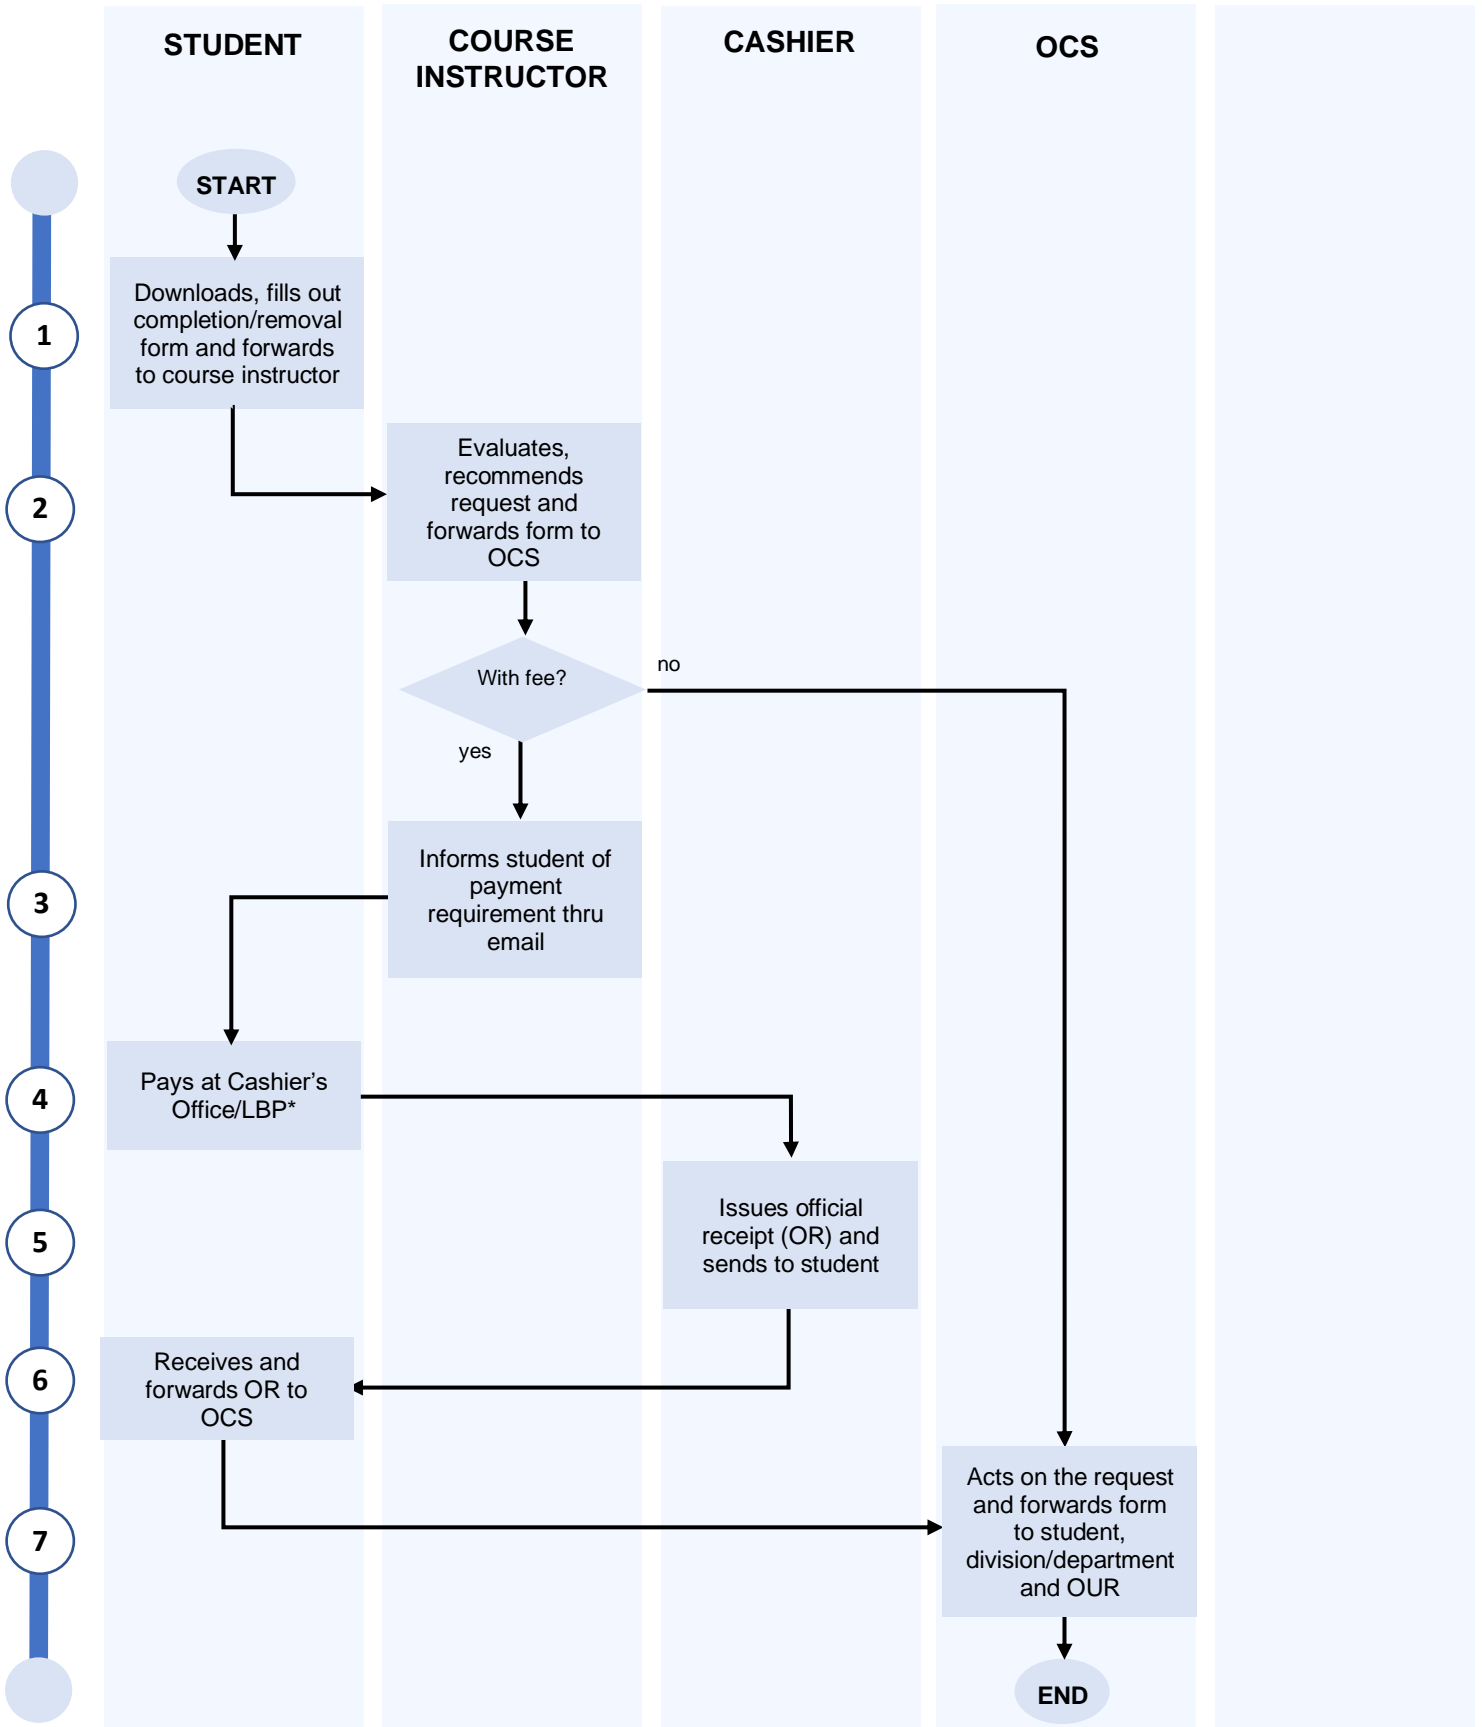 STUDENT
COURSE
INSTRUCTOR
CASHIER
OCS
START
1
Downloads, fills out
completion/removal
form and forwards
to course instructor
2
Evaluates,
recommends
request and
forwards form to
OCS
With fee?
no
yes
3
Informs student of
payment
requirement thru
email
4
Pays at Cashier’s
Office/LBP*
5
Issues official
receipt (OR) and
sends to student
6
Receives and
forwards OR to
OCS
7
Acts on the request
and forwards form
to student,
division/department
and OUR
END